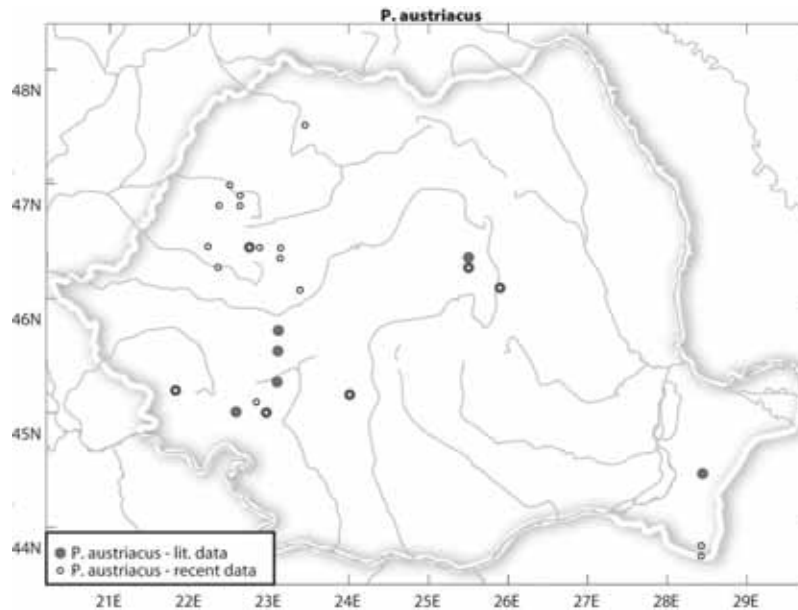 P. austriacus
48N
47N
46N
45N
44N
P. austriacus - lit. data
P. austriacus - recent data
21E 22E 23E 24E 25E 26E 27E 28E 29E